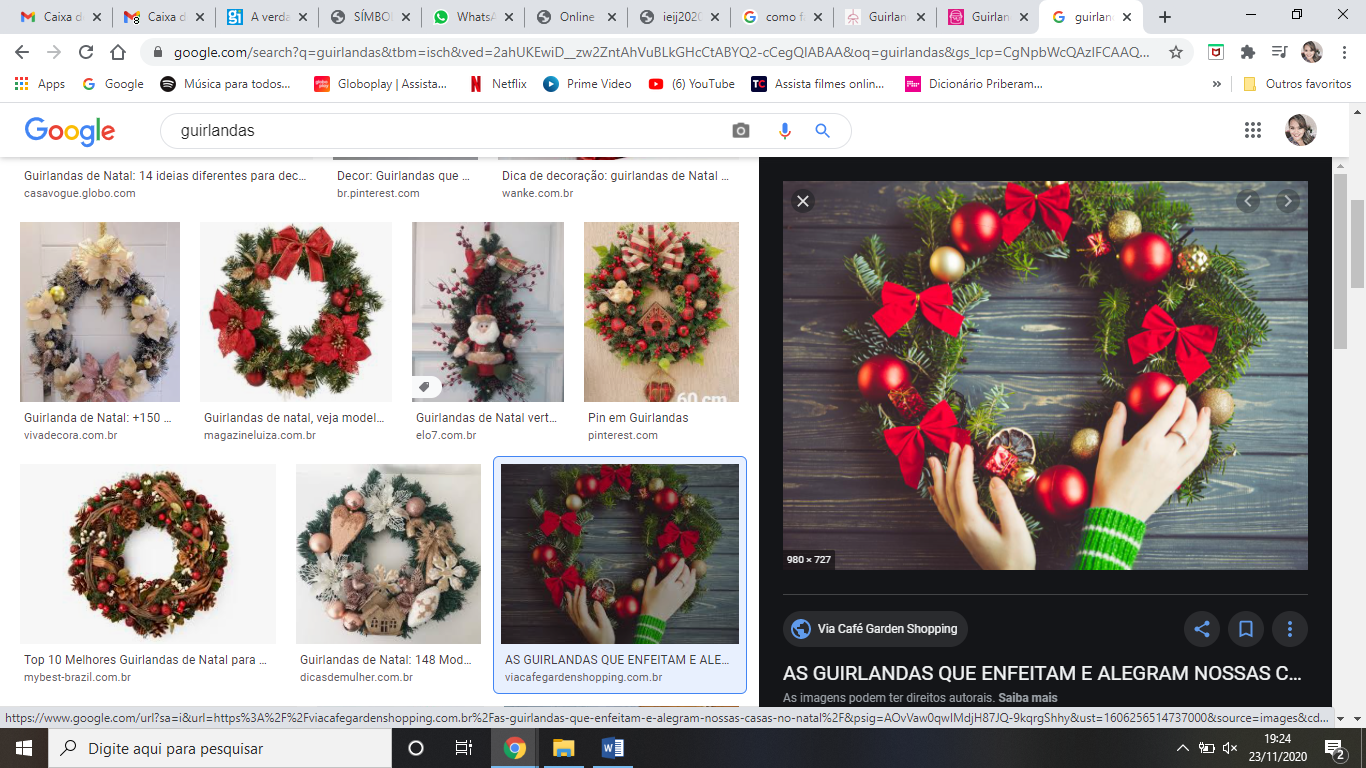 Caixa d
Caixa d
A verda
SÍMBO
WhatsA
Online
ieij2020
como f
Guirlan
Guirlan
guirlan
google.com/search?q=guirlandas&tbm=isch&ved=2ahUKEwiD__zw2ZntAhVuBLkGHcCtABYQ2-cCegQIABAA&oq=guirlandas&gs_lcp=CgNpbWcQAzIFCAAQ...
Apps
Google
Música para todos...
Globoplay | Assista...
Netflix
Prime Video
(6) YouTube
Assista filmes onlin...
Dicionário Priberam...
»
Outros favoritos
Google
guirlandas
Guirlandas de Natal: 14 ideias diferentes para dec...
casavogue.globo.com
Decor: Guirlandas que ...
br.pinterest.com
Dica de decoração: guirlandas de Natal ...
wanke.com.br
60 cm
Guirlanda de Natal: +150 ...
vivadecora.com.br
Guirlandas de natal, veja model...
magazineluiza.com.br
Guirlandas de Natal vert...
elo7.com.br
Pin em Guirlandas
pinterest.com
Top 10 Melhores Guirlandas de Natal para ...
mybest-brazil.com.br
Guirlandas de Natal: 148 Mod...
dicasdemulher.com.br
AS GUIRLANDAS QUE ENFEITAM E ALE...
viacafegardenshopping.com.br
980 × 727
Via Café Garden Shopping
AS GUIRLANDAS QUE ENFEITAM E ALEGRAM NOSSAS C...
As imagens podem ter direitos autorais. Saiba mais
https://www.google.com/url?sa=i&url=https%3A%2F%2Fviacafegardenshopping.com.br%2Fas-guirlandas-que-enfeitam-e-alegram-nossas-casas-no-natal%2F&psig=AOvVaw0qwIMdjH87JQ-9kqrgShhy&ust=1606256514737000&source=images&cd...
Digite aqui para pesquisar
19:24
23/11/2020
2